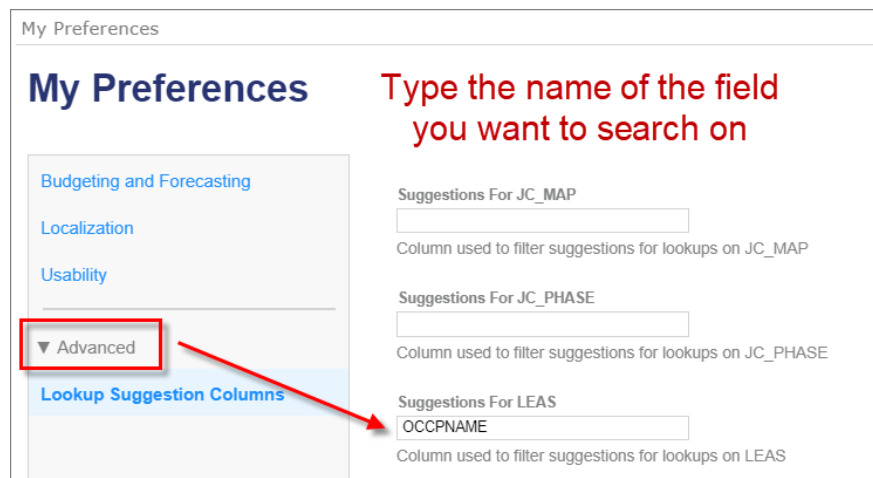 My Preferences
My Preferences
Type the name of the field
you want to search on
Budgeting and Forecasting
Localization
Usability
▼ Advanced
Lookup Suggestion Columns
Suggestions For JC_MAP
Column used to filter suggestions for lookups on JC_MAP
Suggestions For JC_PHASE
Column used to filter suggestions for lookups on JC_PHASE
Suggestions For LEAS
OCCPNAME
Column used to filter suggestions for lookups on LEAS